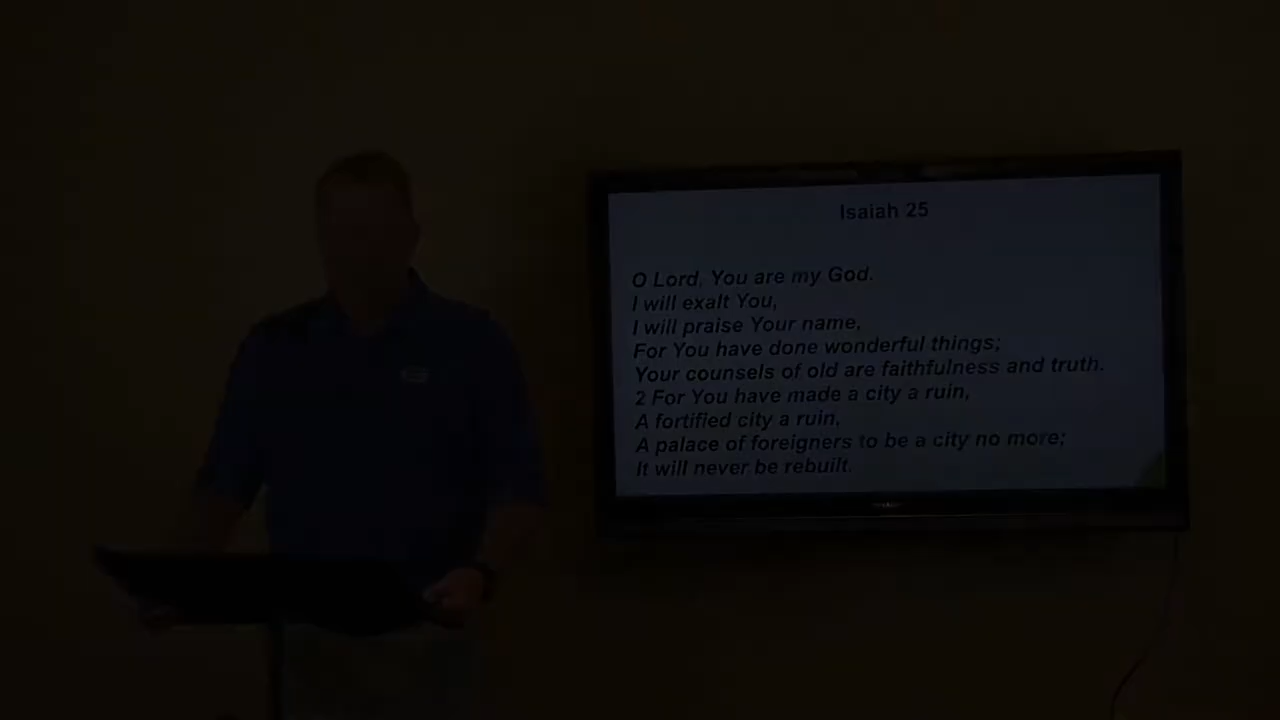 Isaiah 25
O Lord, You are my God.
I will exalt You,
I will praise Your name,
For You have done wonderful things;
Your counsels of old are faithfulness and truth.
2 For You have made a city a ruin,
A fortified city a ruin,
A palace of foreigners to be a city no more;
It will never be rebuilt.